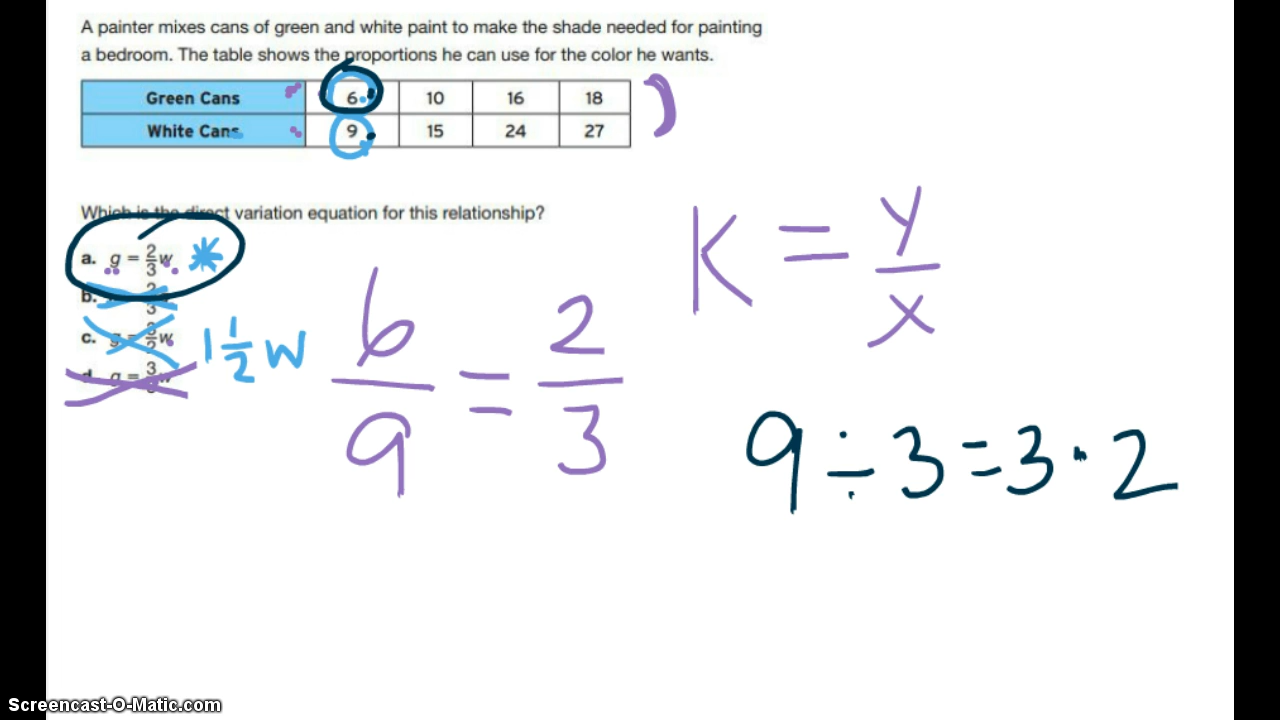 A painter mixes cans of green and white paint to make the shade needed for painting
a bedroom. The table shows the proportions he can use for the color he wants.
Green Cans 6 10 16 18
White Cans 9 15 24 27
Which is the direct variation equation for this relationship?
a. g = 2/3 w
b.
c. g = 3/2 w 1 1/2 W
d. g =
6/9 = 2/3
K = y/x
9 ÷ 3 = 3 · 2
Screencast-O-Matic.com